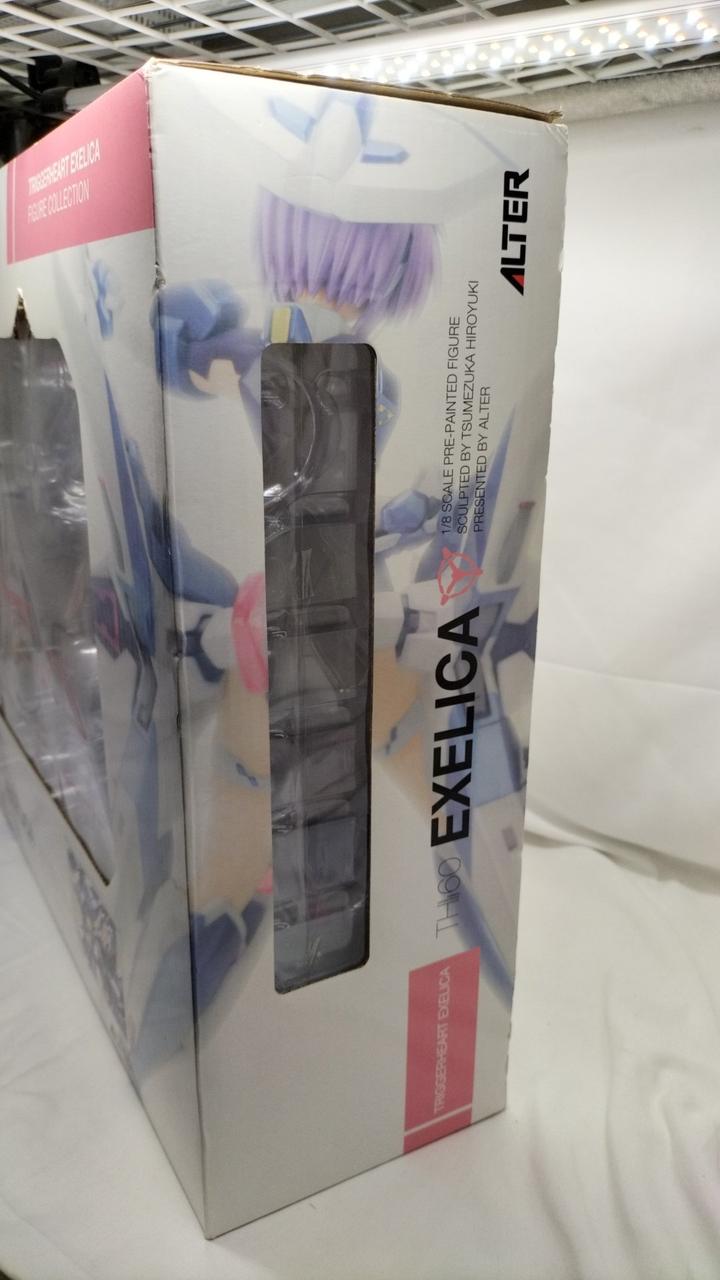 TRIGGERHEART EXELICA
FIGURE COLLECTION
ALTER
1/8 SCALE PRE-PAINTED FIGURE
SCULPTED BY TSUMEZUKA HIROYUKI
PRESENTED BY ALTER
TH60 EXELICA
TRIGGERHEART EXELICA